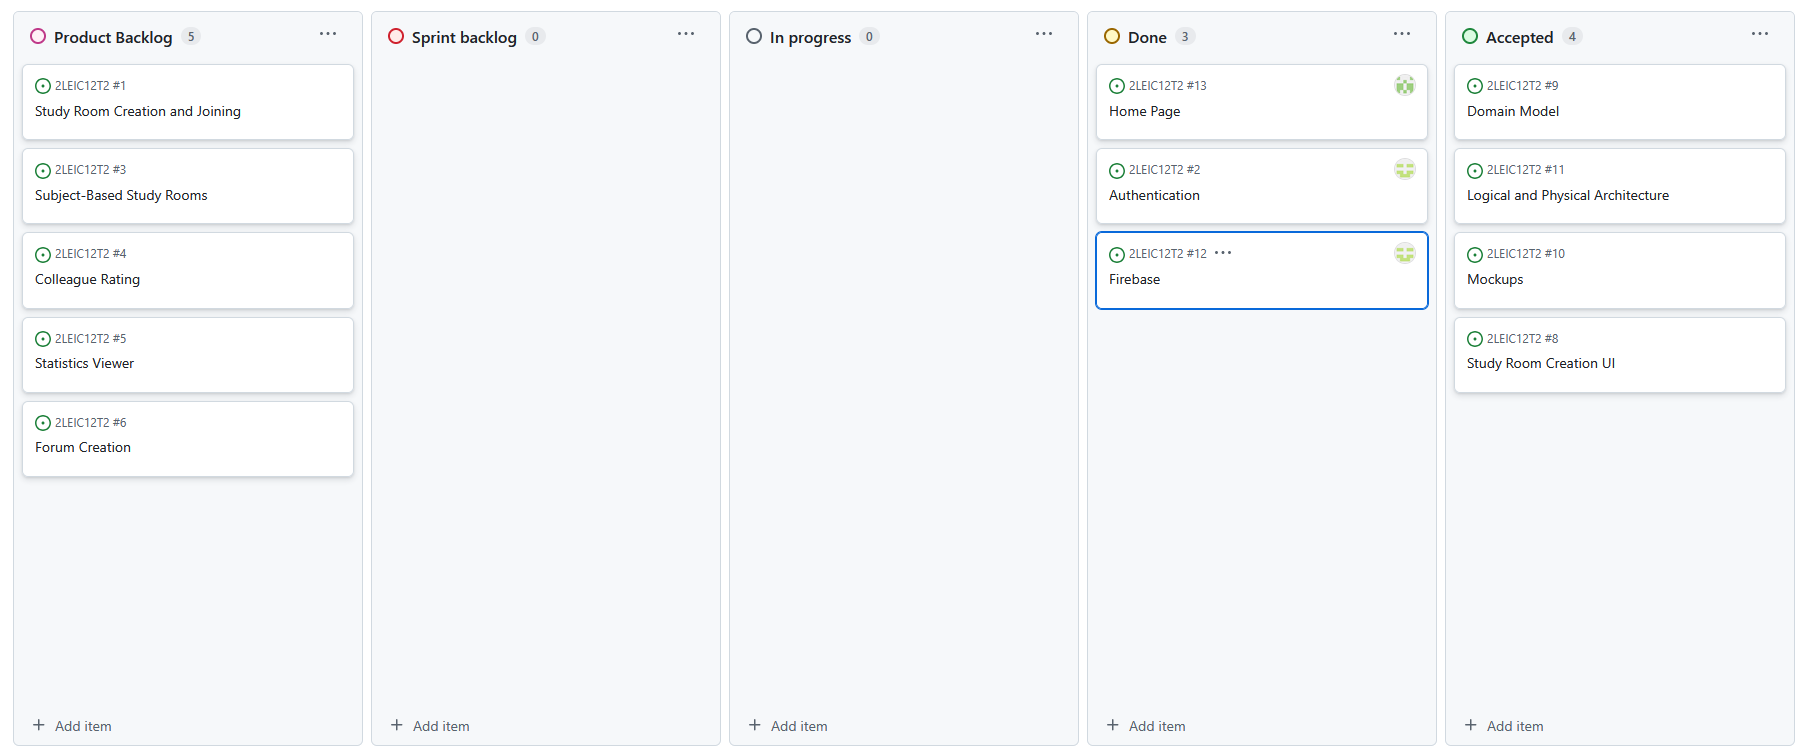 Product Backlog 5
2LEIC12T2 #1
Study Room Creation and Joining
2LEIC12T2 #3
Subject-Based Study Rooms
2LEIC12T2 #4
Colleague Rating
2LEIC12T2 #5
Statistics Viewer
2LEIC12T2 #6
Forum Creation
+ Add item
Sprint backlog 0
+ Add item
In progress 0
+ Add item
Done 3
2LEIC12T2 #13
Home Page
2LEIC12T2 #2
Authentication
2LEIC12T2 #12
Firebase
+ Add item
Accepted 4
2LEIC12T2 #9
Domain Model
2LEIC12T2 #11
Logical and Physical Architecture
2LEIC12T2 #10
Mockups
2LEIC12T2 #8
Study Room Creation UI
+ Add item